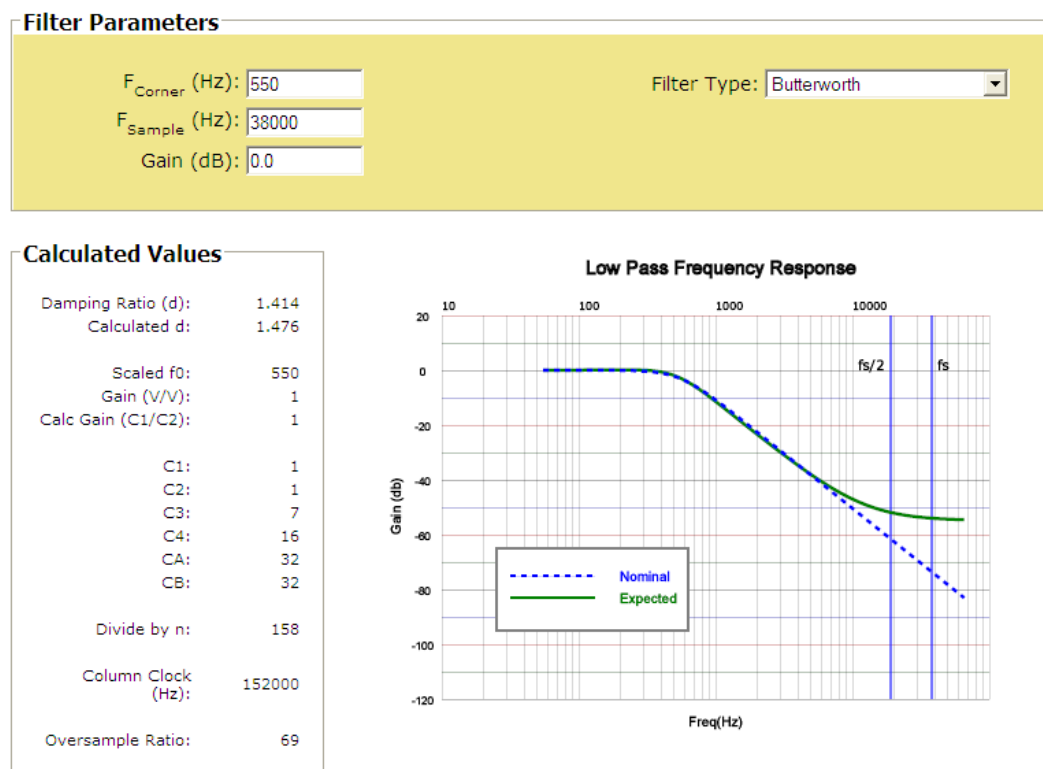 Filter Parameters
F_Corner (Hz): 550
Filter Type: Butterworth
F_Sample (Hz): 38000
Gain (dB): 0.0
Calculated Values
Damping Ratio (d): 1.414
Calculated d: 1.476
Scaled f0: 550
Gain (V/V): 1
Calc Gain (C1/C2): 1
C1: 1
C2: 1
C3: 7
C4: 16
CA: 32
CB: 32
Divide by n: 158
Column Clock
(Hz): 152000
Oversample Ratio: 69
Low Pass Frequency Response
10 100 1000 10000
20
0
-20
-40
-60
-80
-100
-120
Gain (db)
fs/2 fs
Nominal
Expected
Freq(Hz)